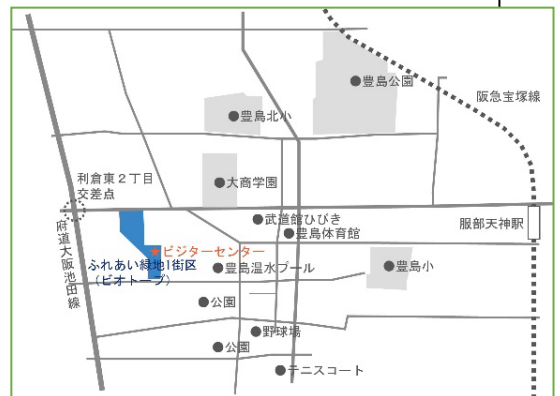 豊島公園
阪急宝塚線
豊島北小
利倉東2丁目
交差点
大商学園
武道館ひびき
豊島体育館
服部天神駅
ビジターセンター
府道大阪池田線
ふれあい緑地1街区
(ビオトープ)
豊島温水プール
豊島小
公園
野球場
公園
テニスコート